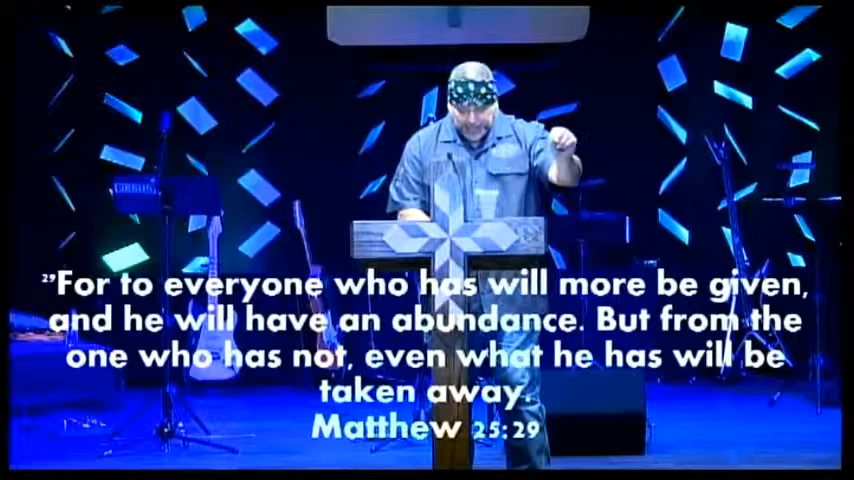 ²⁹For to everyone who has will more be given,
and he will have an abundance. But from the
one who has not, even what he has will be
taken away.
Matthew 25:29